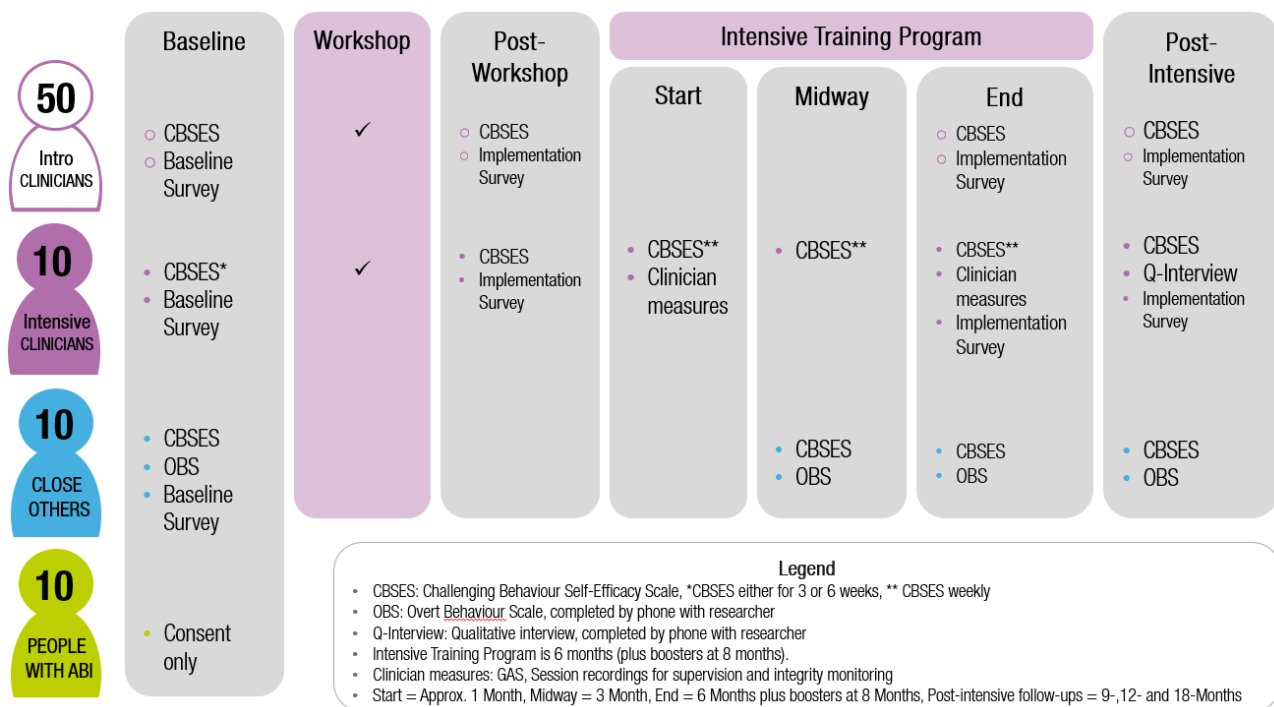 Baseline
Workshop
Post-
Workshop
Intensive Training Program
Start
Midway
End
Post-
Intensive
50
Intro
CLINICIANS
○ CBSES
○ Baseline
Survey
✓
○ CBSES
○ Implementation
Survey
○ CBSES
○ Implementation
Survey
○ CBSES
○ Implementation
Survey
10
Intensive
CLINICIANS
• CBSES*
• Baseline
Survey
✓
• CBSES
• Implementation
Survey
• CBSES**
• Clinician
measures
• CBSES**
• CBSES**
• Clinician
measures
• Implementation
Survey
• CBSES
• Q-Interview
• Implementation
Survey
10
CLOSE
OTHERS
• CBSES
• OBS
• Baseline
Survey
• CBSES
• OBS
• CBSES
• OBS
• CBSES
• OBS
10
PEOPLE
WITH ABI
• Consent
only
Legend
• CBSES: Challenging Behaviour Self-Efficacy Scale, *CBSES either for 3 or 6 weeks, ** CBSES weekly
• OBS: Overt Behaviour Scale, completed by phone with researcher
• Q-Interview: Qualitative interview, completed by phone with researcher
• Intensive Training Program is 6 months (plus boosters at 8 months).
• Clinician measures: GAS, Session recordings for supervision and integrity monitoring
• Start = Approx. 1 Month, Midway = 3 Month, End = 6 Months plus boosters at 8 Months, Post-intensive follow-ups = 9-,12- and 18-Months